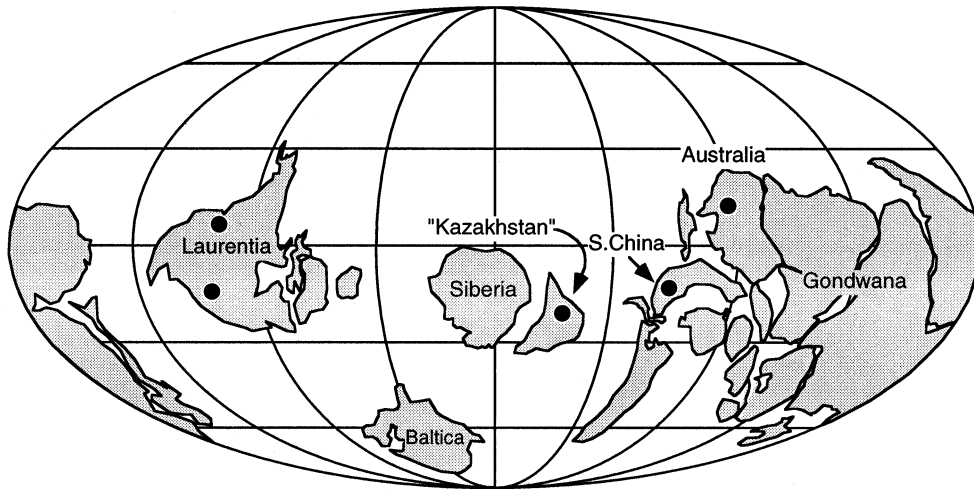 Australia
"Kazakhstan"
S.China
Laurentia
Siberia
Gondwana
Baltica